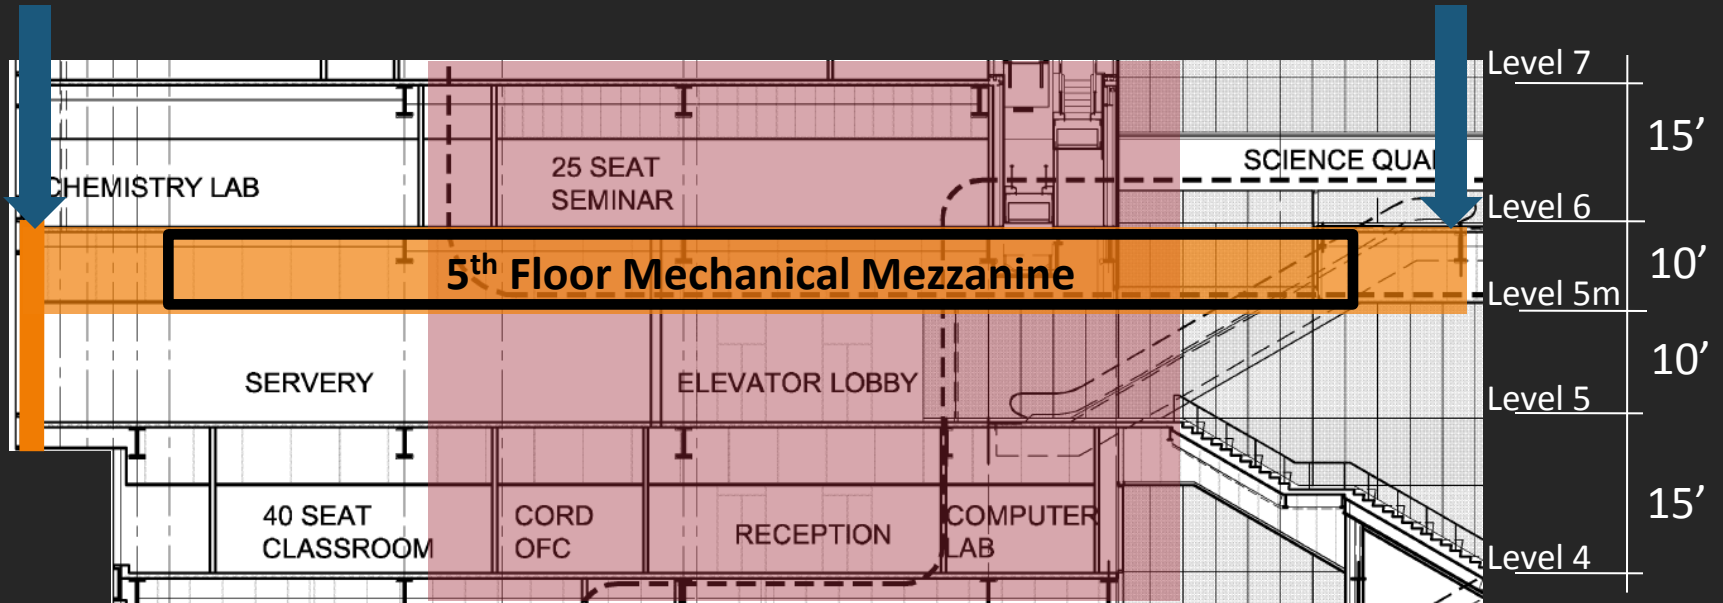 Level 7
15’
25 SEAT
SEMINAR
SCIENCE QUA
CHEMISTRY LAB
Level 6
5th Floor Mechanical Mezzanine
10’
Level 5m
10’
SERVERY
ELEVATOR LOBBY
Level 5
40 SEAT
CLASSROOM
CORD
OFC
RECEPTION
COMPUTER
LAB
15’
Level 4